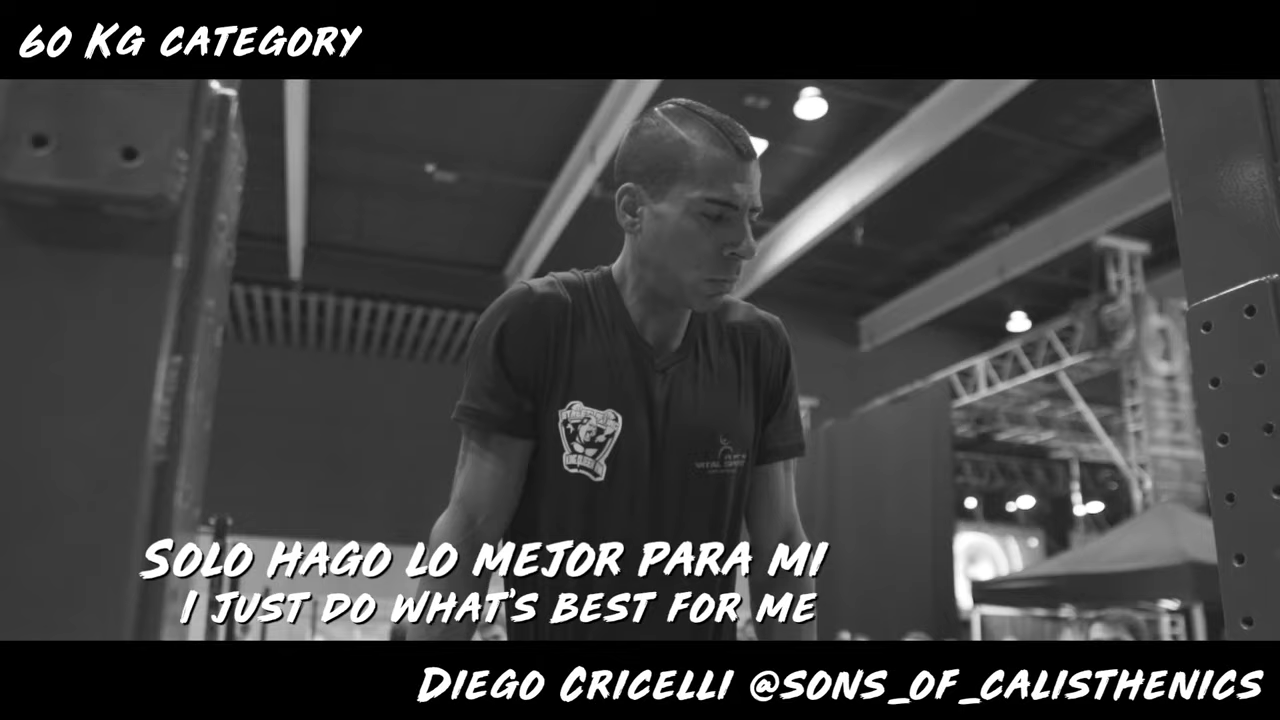 60 Kg category
Solo hago lo mejor para mi
I just do what's best for me
Diego Cricelli @sons_of_calisthenics